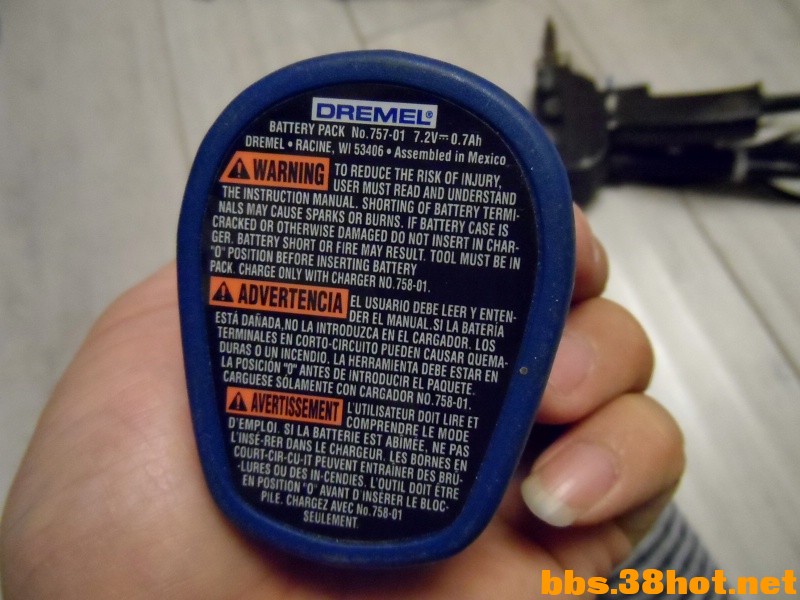 DREMEL®
BATTERY PACK No.757-01 7.2V⎓0.7Ah
DREMEL • RACINE, WI 53406 • Assembled in Mexico
WARNING TO REDUCE THE RISK OF INJURY,
USER MUST READ AND UNDERSTAND
THE INSTRUCTION MANUAL. SHORTING OF BATTERY TERMI-
NALS MAY CAUSE SPARKS OR BURNS. IF BATTERY CASE IS
CRACKED OR OTHERWISE DAMAGED DO NOT INSERT IN CHAR-
GER. BATTERY SHORT OR FIRE MAY RESULT. TOOL MUST BE IN
"O" POSITION BEFORE INSERTING BATTERY
PACK. CHARGE ONLY WITH CHARGER NO.758-01.
ADVERTENCIA EL USUARIO DEBE LEER Y ENTEN-
DER EL MANUAL.SI LA BATERÍA
ESTÁ DAÑADA,NO LA INTRODUZCA EN EL CARGADOR. LOS
TERMINALES EN CORTO-CIRCUITO PUEDEN CAUSAR QUEMA-
DURAS O UN INCENDIO. LA HERRAMIENTA DEBE ESTAR EN
LA POSICIÓN "O" ANTES DE INTRODUCIR EL PAQUETE.
CARGUESE SÓLAMENTE CON CARGADOR NO.758-01.
AVERTISSEMENT L'UTILISATEUR DOIT LIRE ET
COMPRENDRE LE MODE
D'EMPLOI. SI LA BATTERIE EST ABÎMÉE, NE PAS
L'INSÉ-RER DANS LE CHARGEUR. LES BORNES EN
COURT-CIR-CU-IT PEUVENT ENTRAÎNER DES BRÛ-
LURES OU DES IN-CENDIES. L'OUTIL DOIT ÊTRE
EN POSITION "O" AVANT D'INSÉRER LE BLOC-
PILE. CHARGEZ AVEC No.758-01
SEULEMENT.
bbs.38hot.net